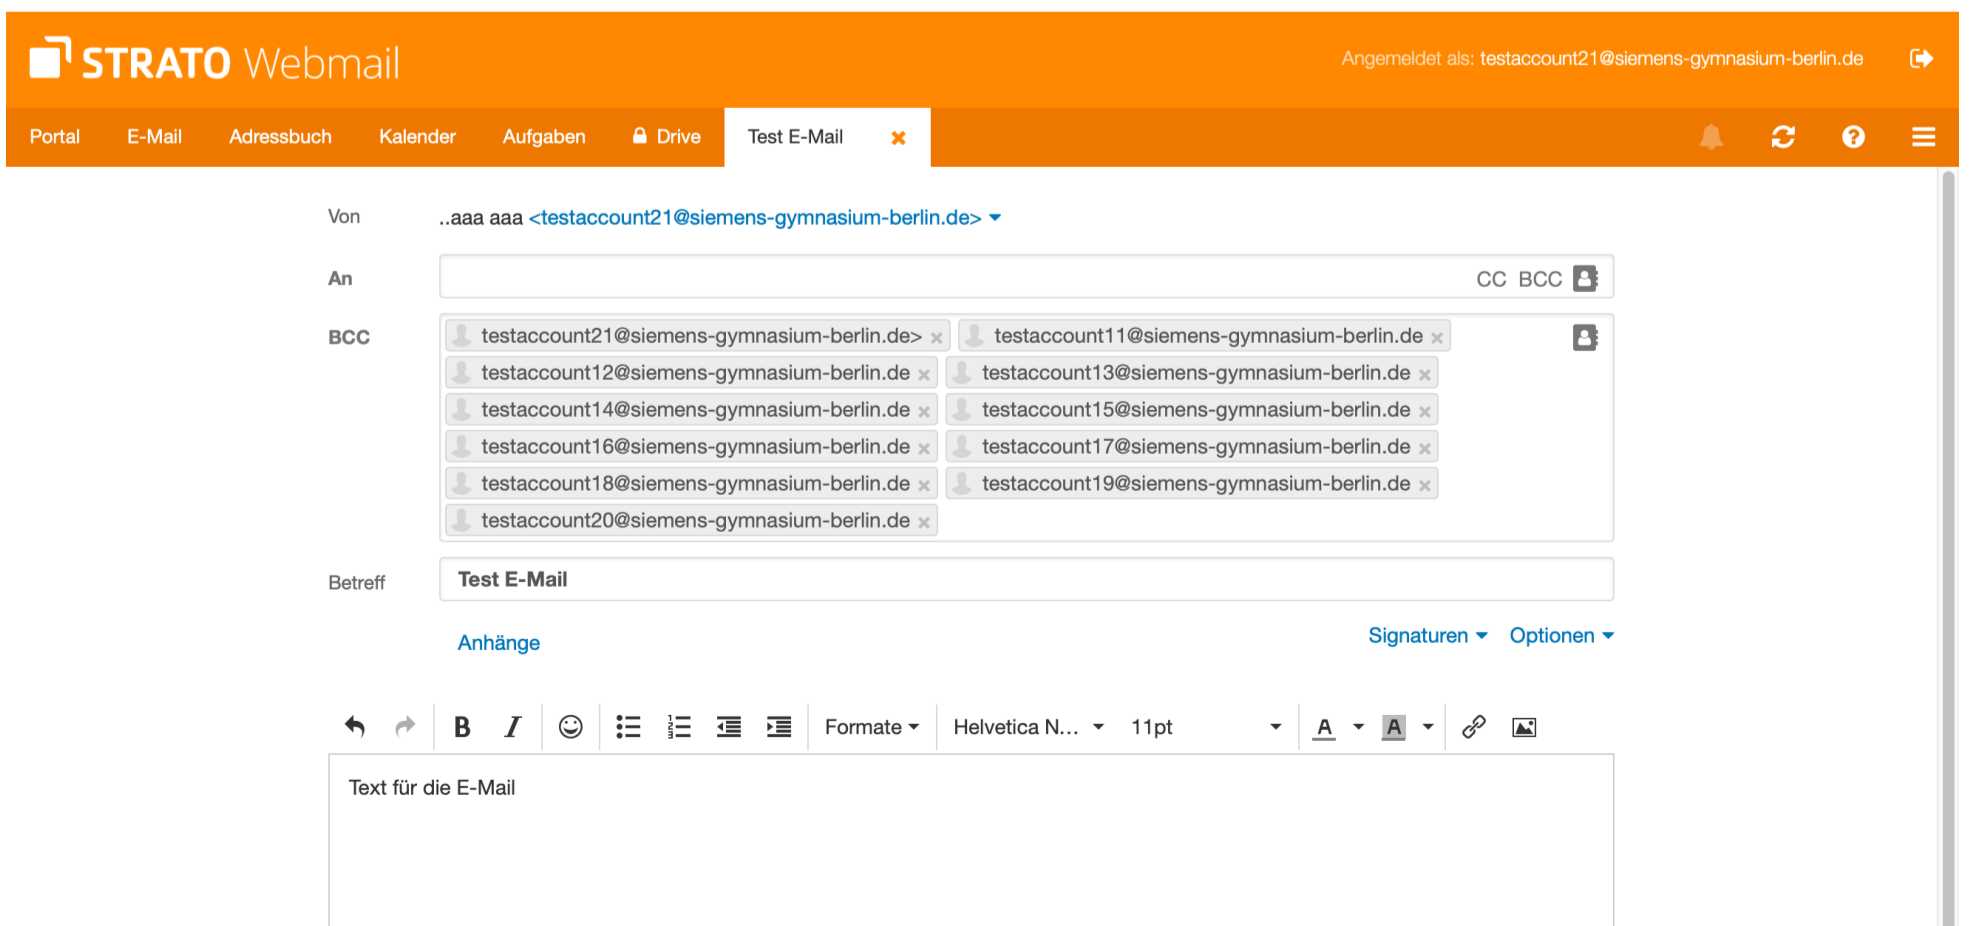 STRATO Webmail
Angemeldet als: testaccount21@siemens-gymnasium-berlin.de
Portal E-Mail Adressbuch Kalender Aufgaben Drive Test E-Mail
Von ..aaa aaa <testaccount21@siemens-gymnasium-berlin.de>
An CC BCC
BCC testaccount21@siemens-gymnasium-berlin.de> testaccount11@siemens-gymnasium-berlin.de
testaccount12@siemens-gymnasium-berlin.de testaccount13@siemens-gymnasium-berlin.de
testaccount14@siemens-gymnasium-berlin.de testaccount15@siemens-gymnasium-berlin.de
testaccount16@siemens-gymnasium-berlin.de testaccount17@siemens-gymnasium-berlin.de
testaccount18@siemens-gymnasium-berlin.de testaccount19@siemens-gymnasium-berlin.de
testaccount20@siemens-gymnasium-berlin.de
Betreff Test E-Mail
Anhänge Signaturen Optionen
B I Formate Helvetica N... 11pt A A
Text für die E-Mail